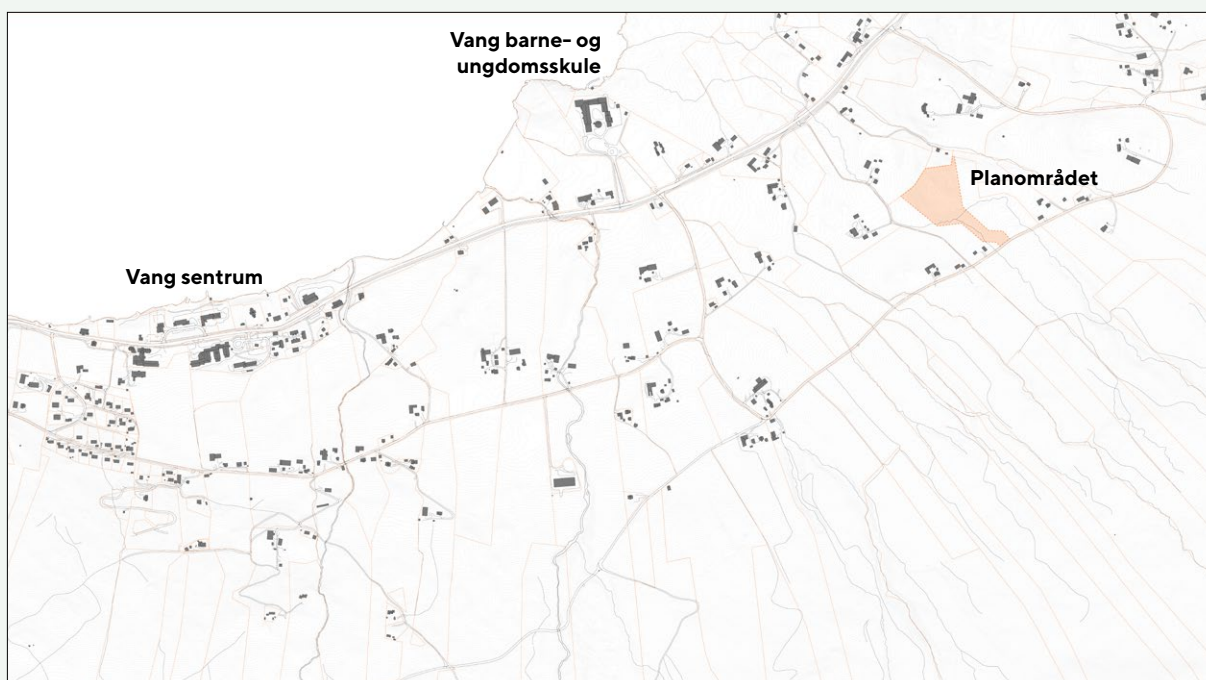 Vang barne- og
ungdomsskule
Planområdet
Vang sentrum